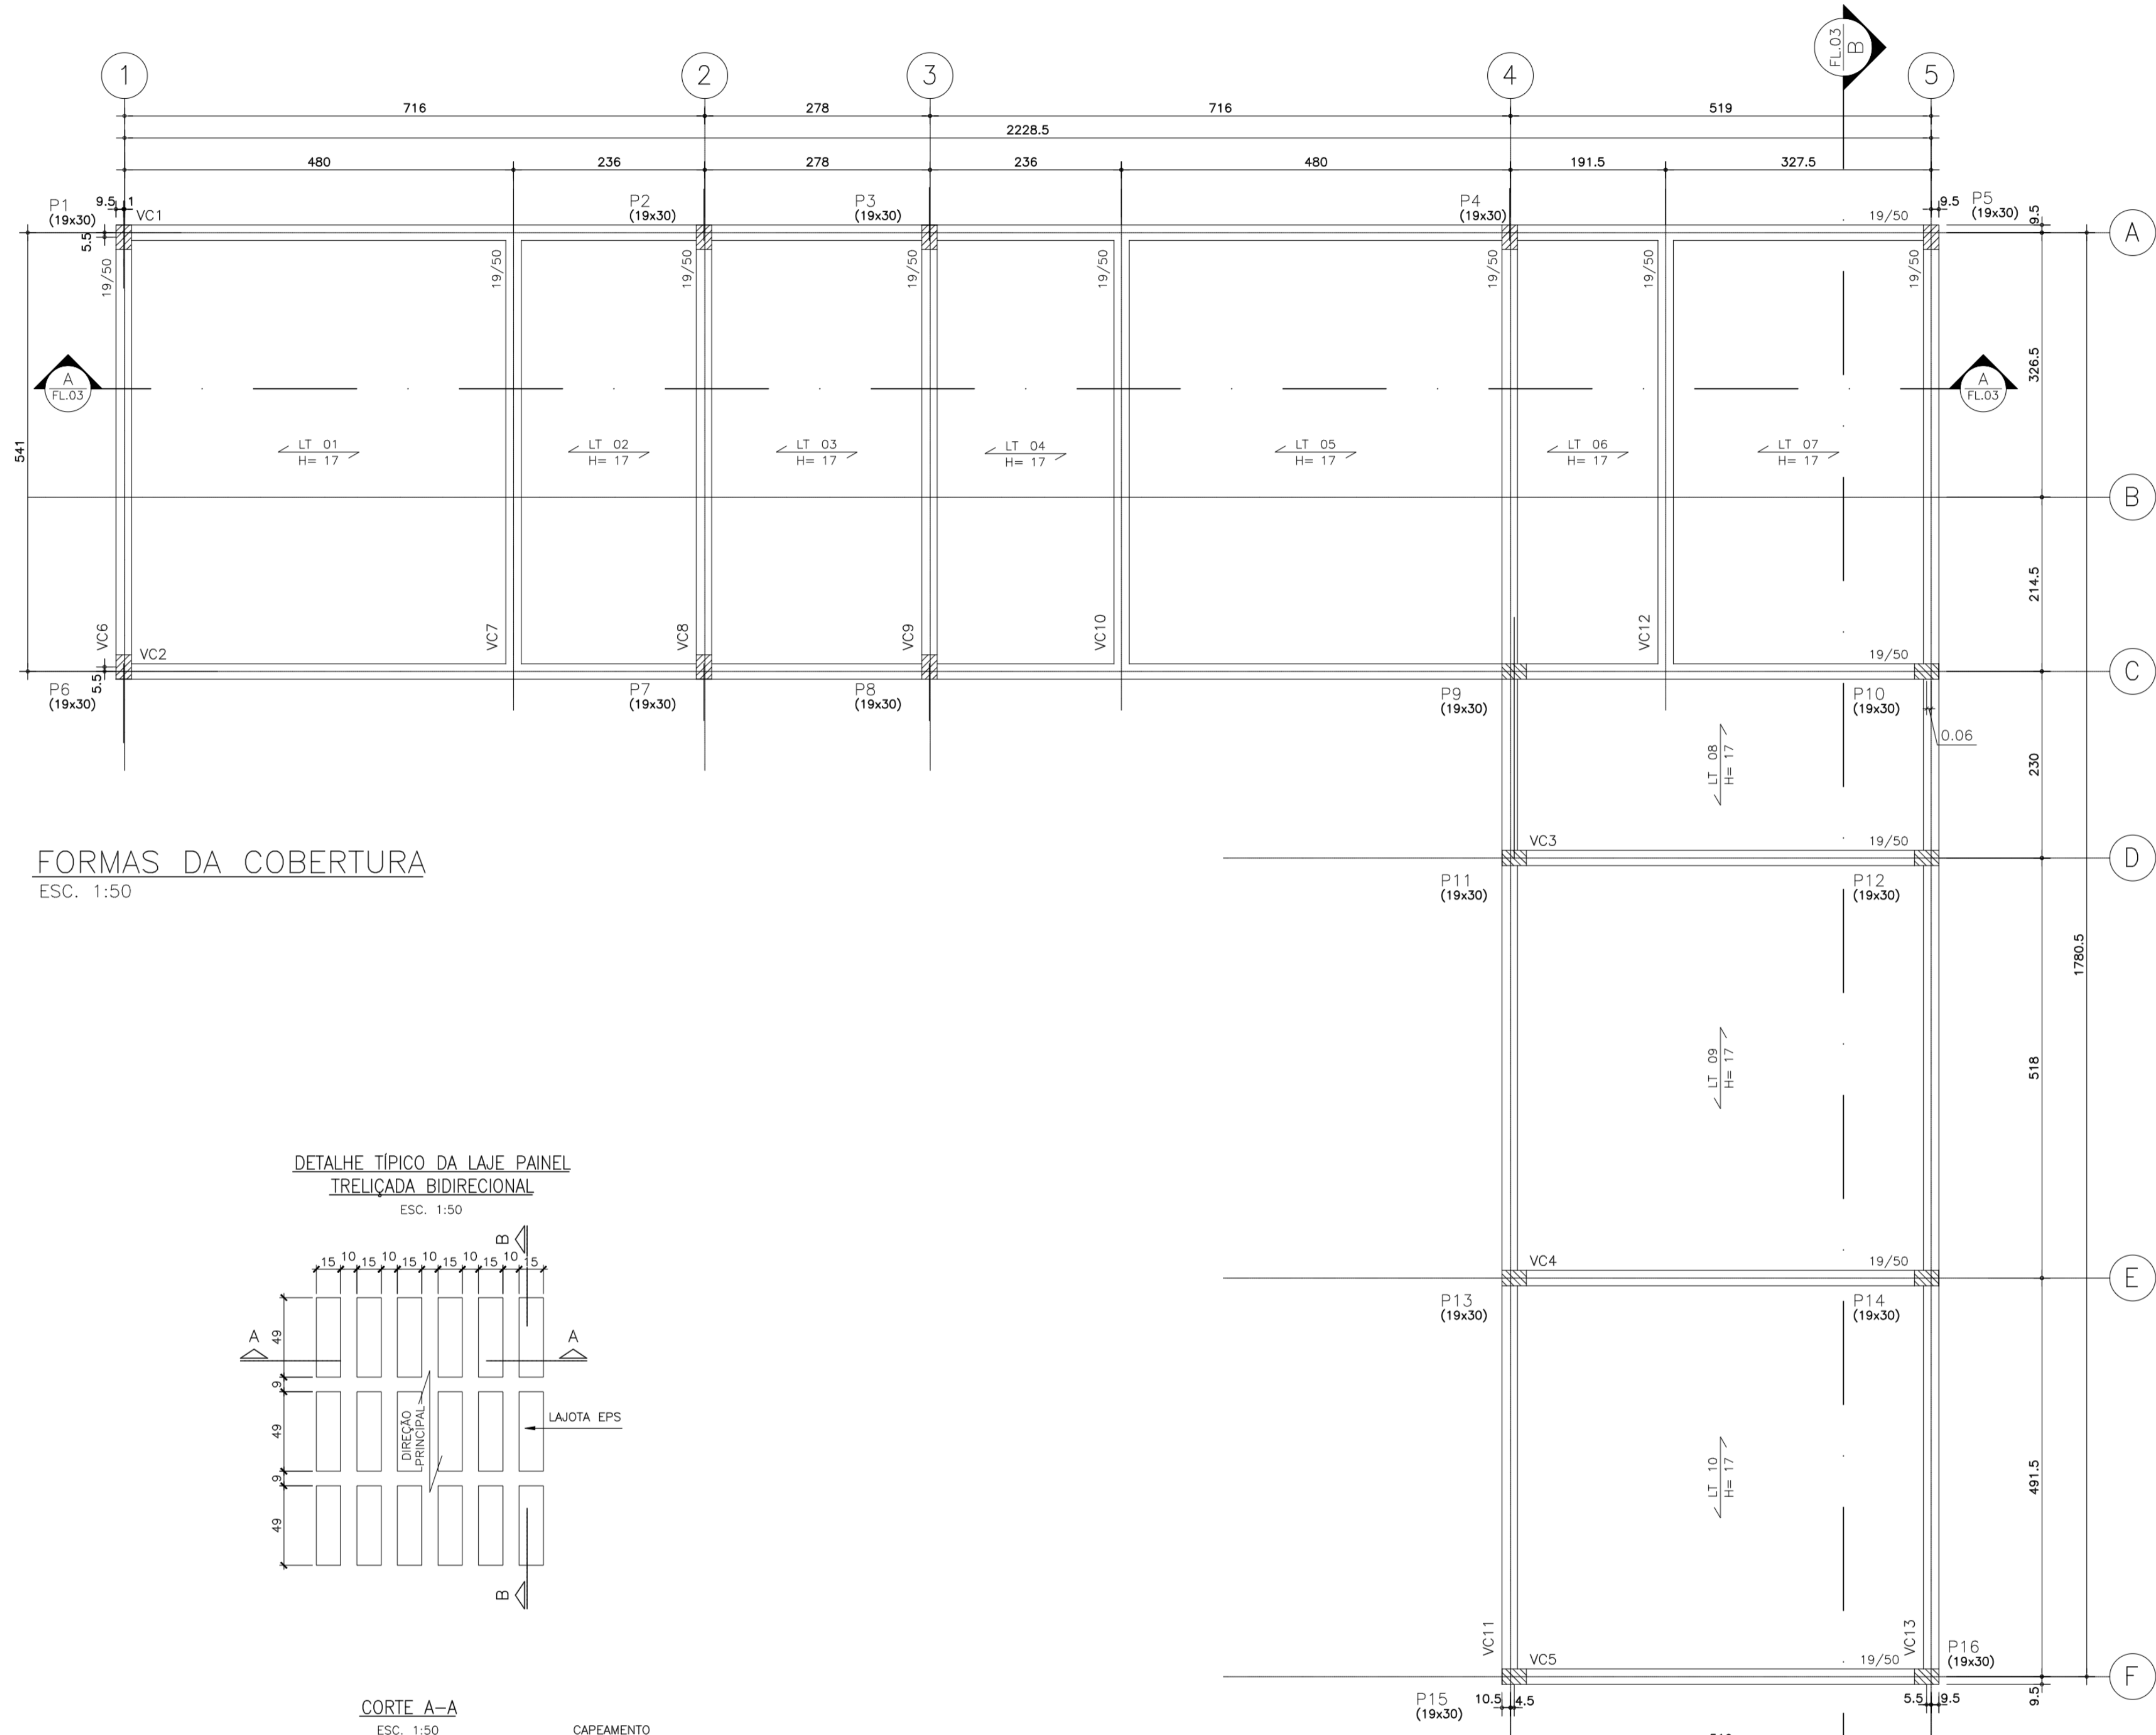 FL.03
B
1
2
3
4
5
716
278
716
519
2228.5
480
236
278
236
480
191.5
327.5
P1
(19x30)
9.5
1
VC1
P2
(19x30)
P3
(19x30)
P4
(19x30)
19/50
9.5
P5
(19x30)
9.5
A
5.5
19/50
19/50
19/50
19/50
19/50
19/50
19/50
19/50
A
FL.03
A
FL.03
326.5
541
LT 01
H= 17
LT 02
H= 17
LT 03
H= 17
LT 04
H= 17
LT 05
H= 17
LT 06
H= 17
LT 07
H= 17
B
214.5
VC6
VC7
VC8
VC9
VC10
VC12
VC2
19/50
C
5.5
P6
(19x30)
P7
(19x30)
P8
(19x30)
P9
(19x30)
P10
(19x30)
0.06
LT 08
H= 17
230
FORMAS DA COBERTURA
ESC. 1:50
VC3
19/50
D
P11
(19x30)
P12
(19x30)
1780.5
LT 09
H= 17
518
DETALHE TÍPICO DA LAJE PAINEL
TRELIÇADA BIDIRECIONAL
ESC. 1:50
B
15
10
15
10
15
10
15
10
15
10
15
49
A
A
9
49
DIREÇÃO
PRINCIPAL
LAJOTA EPS
9
49
B
VC4
19/50
E
P13
(19x30)
P14
(19x30)
LT 10
H= 17
491.5
VC11
VC13
VC5
19/50
P16
(19x30)
F
P15
(19x30)
10.5
4.5
5.5
9.5
9.5
CORTE A-A
ESC. 1:50
CAPEAMENTO